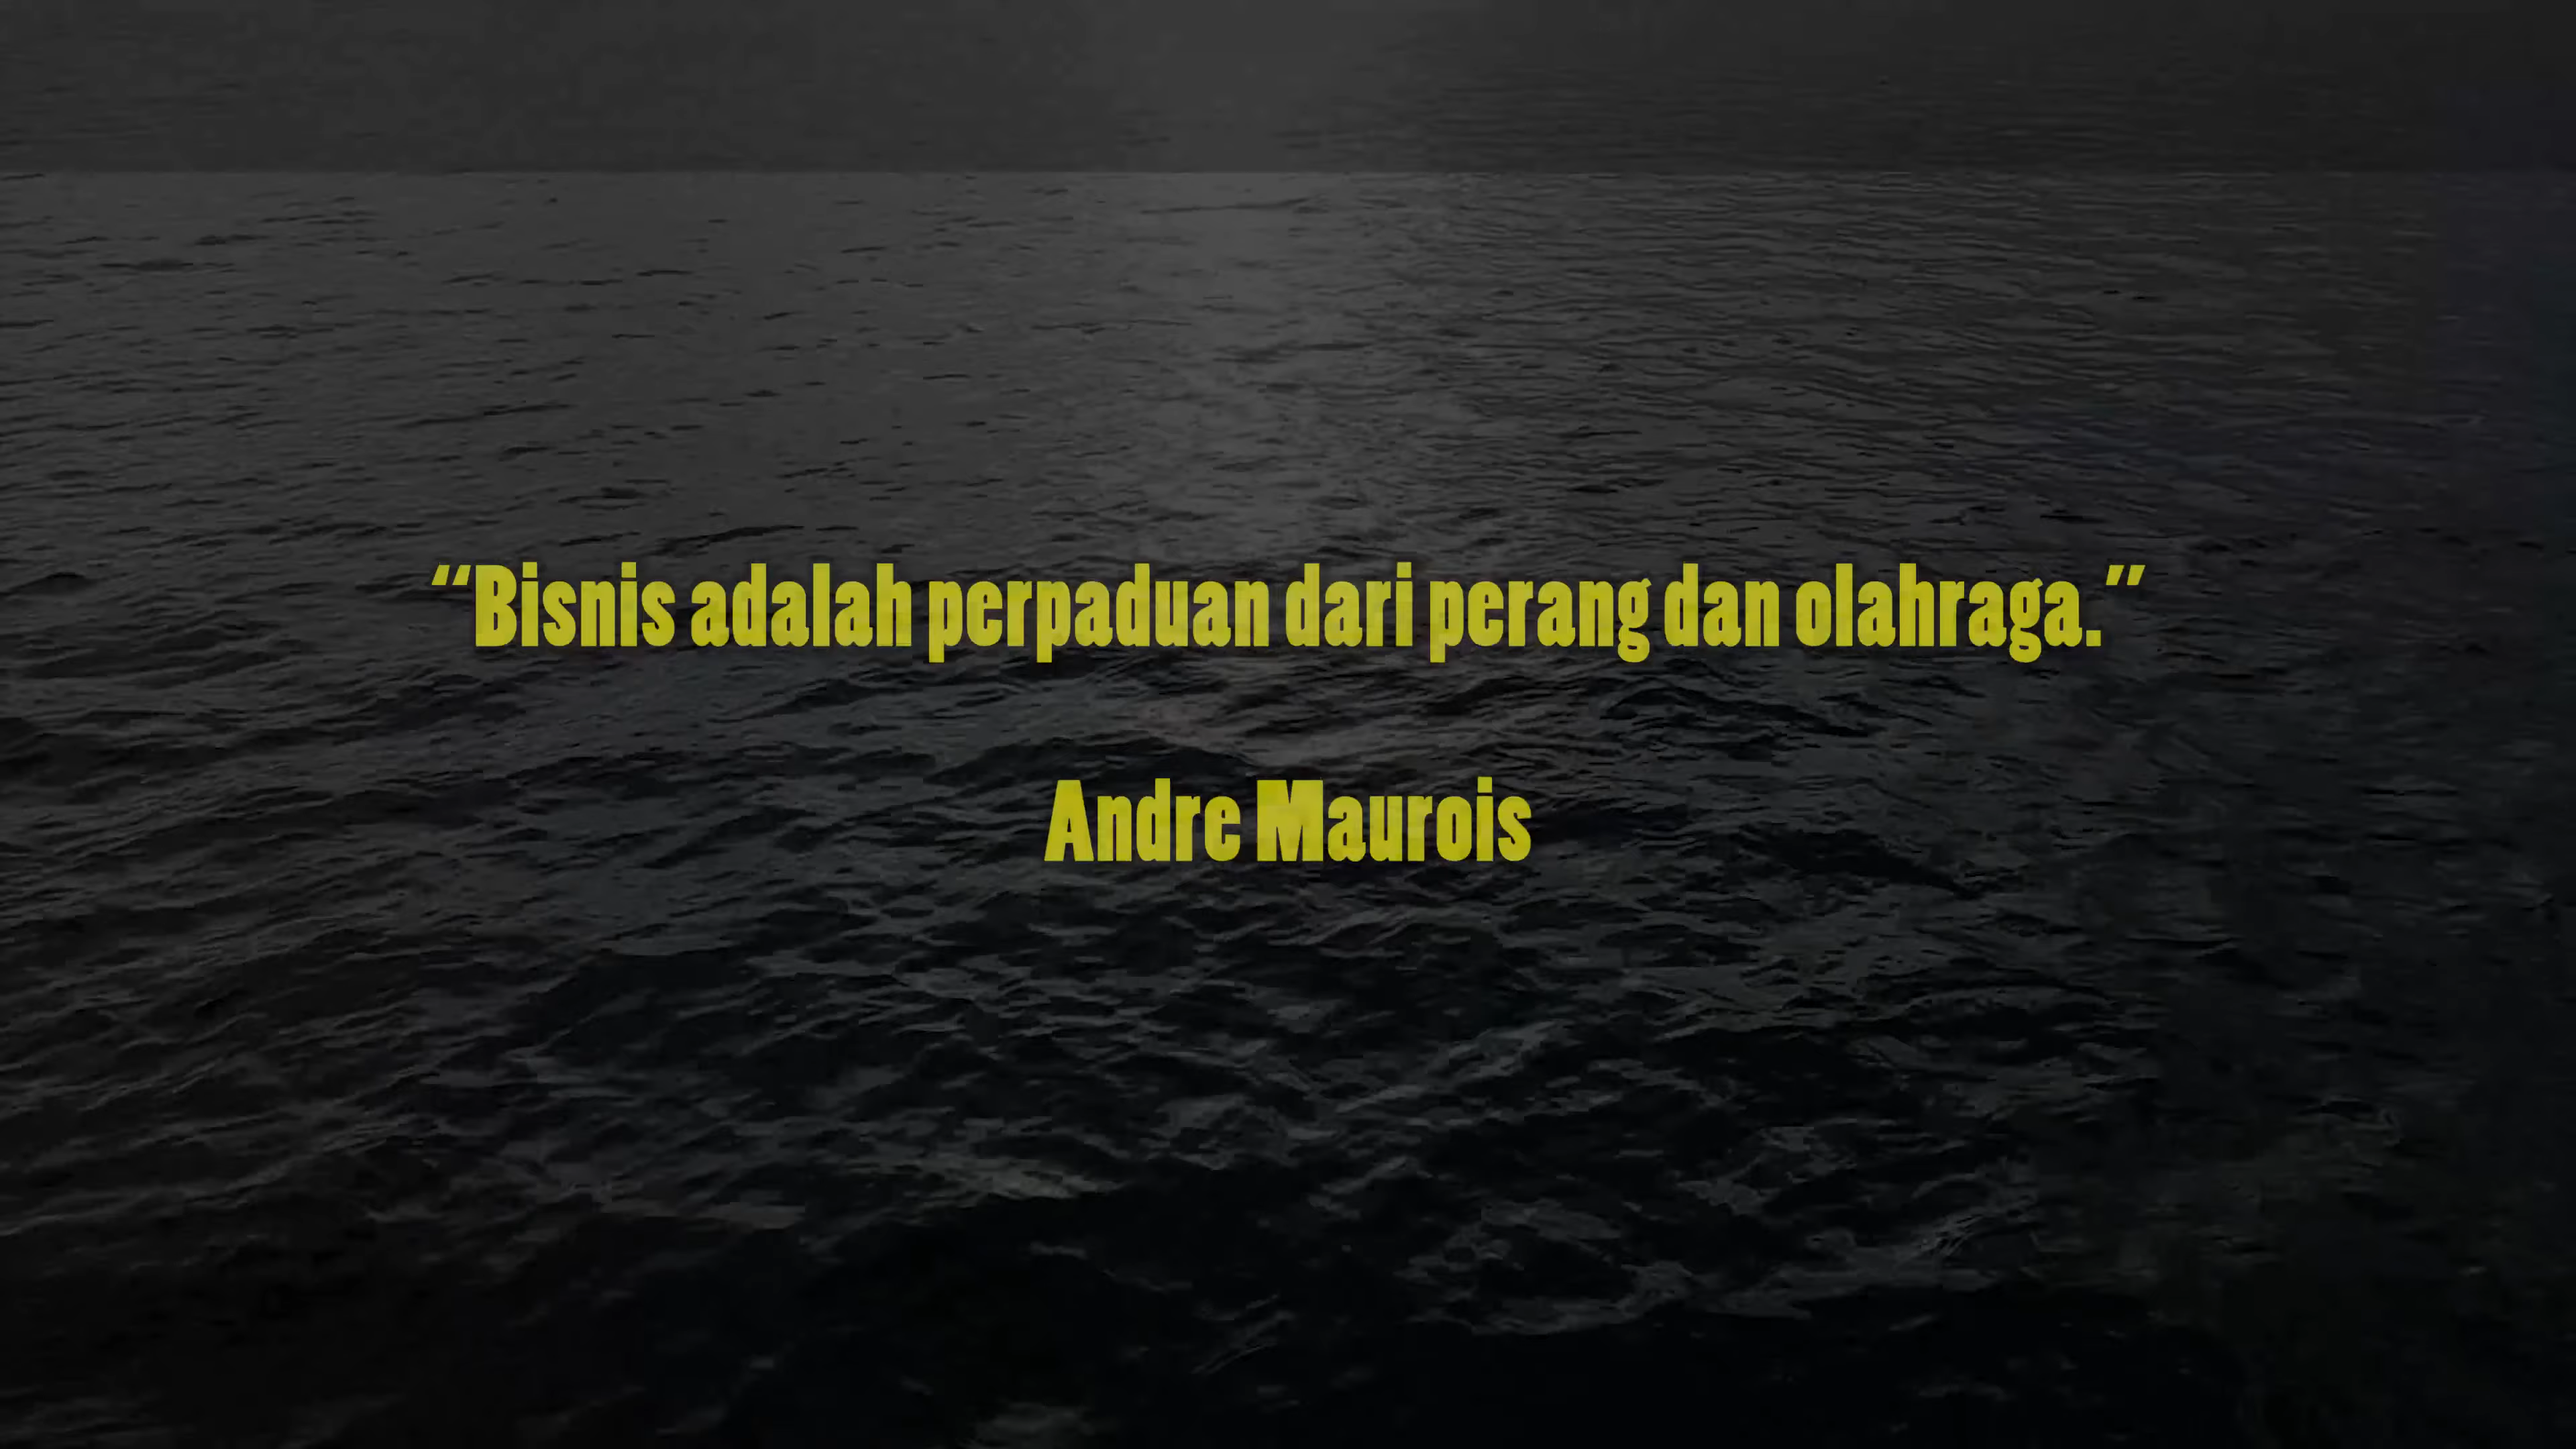 “Bisnis adalah perpaduan dari perang dan olahraga.”
Andre Maurois